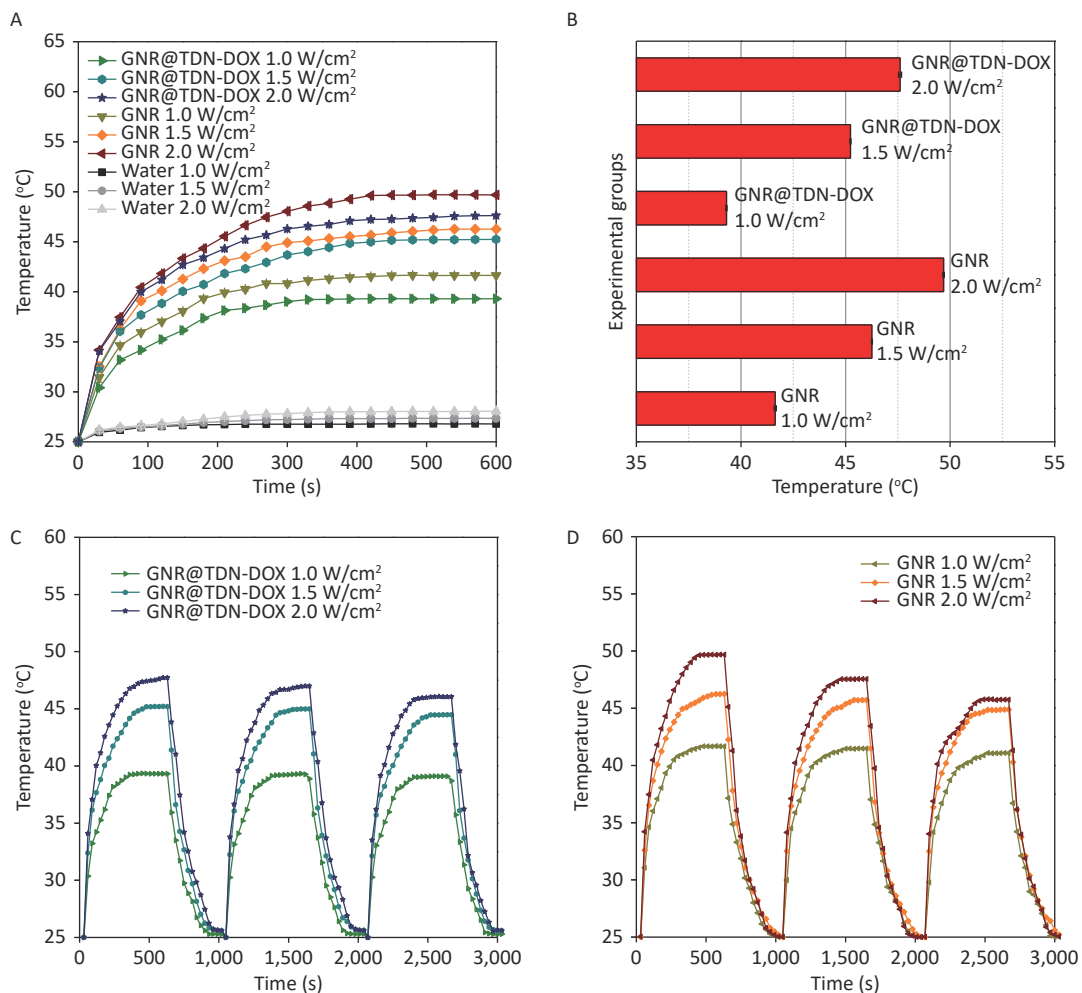 A
65
60
55
50
45
40
35
30
25
Temperature (°C)
GNR@TDN-DOX 1.0 W/cm²
GNR@TDN-DOX 1.5 W/cm²
GNR@TDN-DOX 2.0 W/cm²
GNR 1.0 W/cm²
GNR 1.5 W/cm²
GNR 2.0 W/cm²
Water 1.0 W/cm²
Water 1.5 W/cm²
Water 2.0 W/cm²
0 100 200 300 400 500 600
Time (s)
B
Experimental groups
GNR@TDN-DOX
2.0 W/cm²
GNR@TDN-DOX
1.5 W/cm²
GNR@TDN-DOX
1.0 W/cm²
GNR
2.0 W/cm²
GNR
1.5 W/cm²
GNR
1.0 W/cm²
35 40 45 50 55
Temperature (°C)
C
60
55
50
45
40
35
30
25
Temperature (°C)
GNR@TDN-DOX 1.0 W/cm²
GNR@TDN-DOX 1.5 W/cm²
GNR@TDN-DOX 2.0 W/cm²
0 500 1,000 1,500 2,000 2,500 3,000
Time (s)
D
60
55
50
45
40
35
30
25
Temperature (°C)
GNR 1.0 W/cm²
GNR 1.5 W/cm²
GNR 2.0 W/cm²
0 500 1,000 1,500 2,000 2,500 3,000
Time (s)